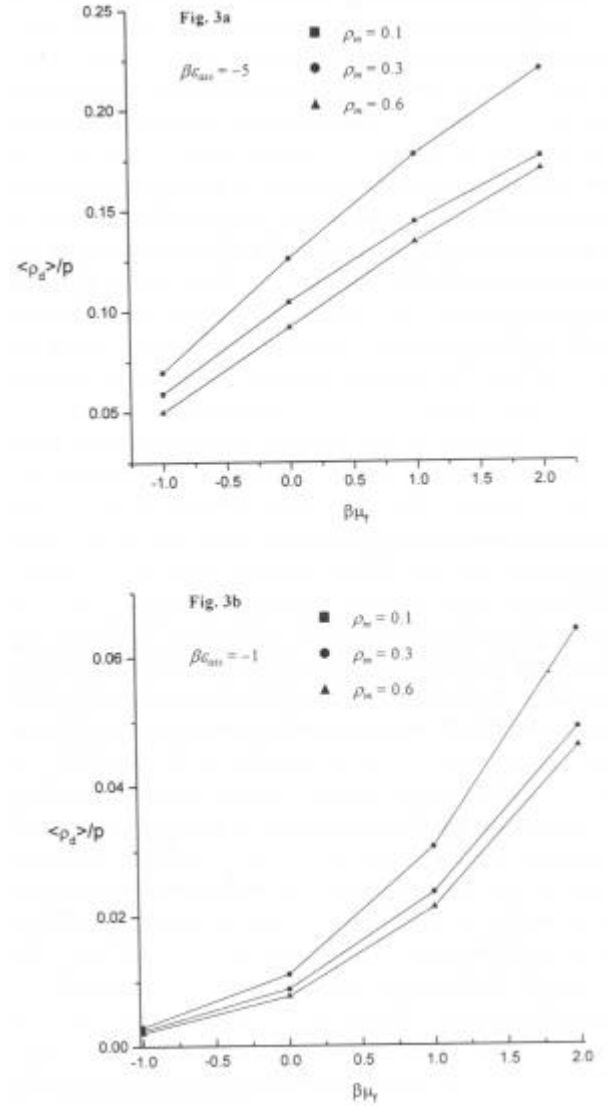 0.25
Fig. 3a
■ ρm = 0.1
βεass = −5
● ρm = 0.3
▲ ρm = 0.6
0.20
0.15
<ρd>/p
0.10
0.05
-1.0 -0.5 0.0 0.5 1.0 1.5 2.0
βμf
Fig. 3b
■ ρm = 0.1
0.06
βεass = −1
● ρm = 0.3
▲ ρm = 0.6
0.04
<ρd>/p
0.02
0.00
-1.0 -0.5 0.0 0.5 1.0 1.5 2.0
βμf